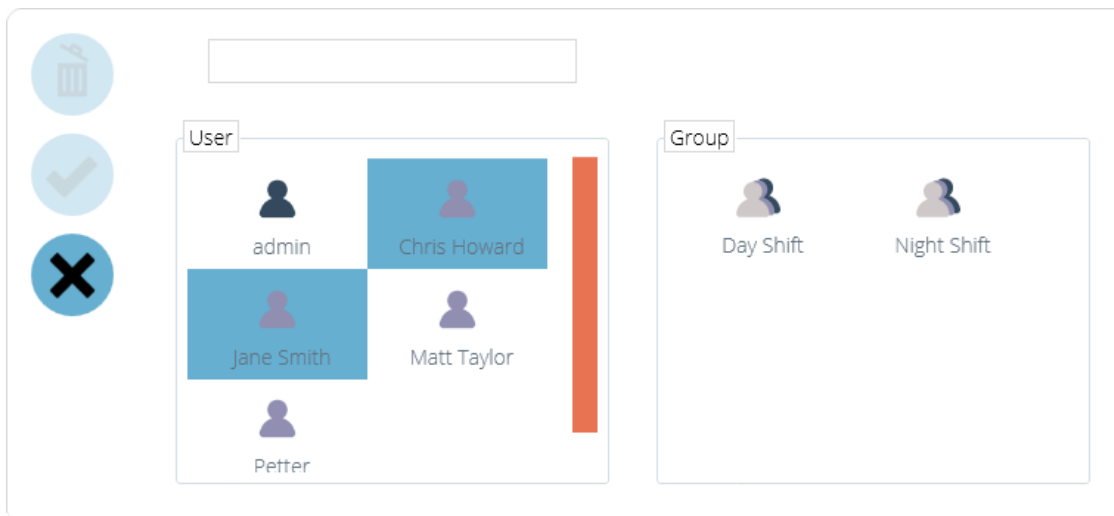 User
Group
admin
Chris Howard
Jane Smith
Matt Taylor
Petter
Day Shift
Night Shift